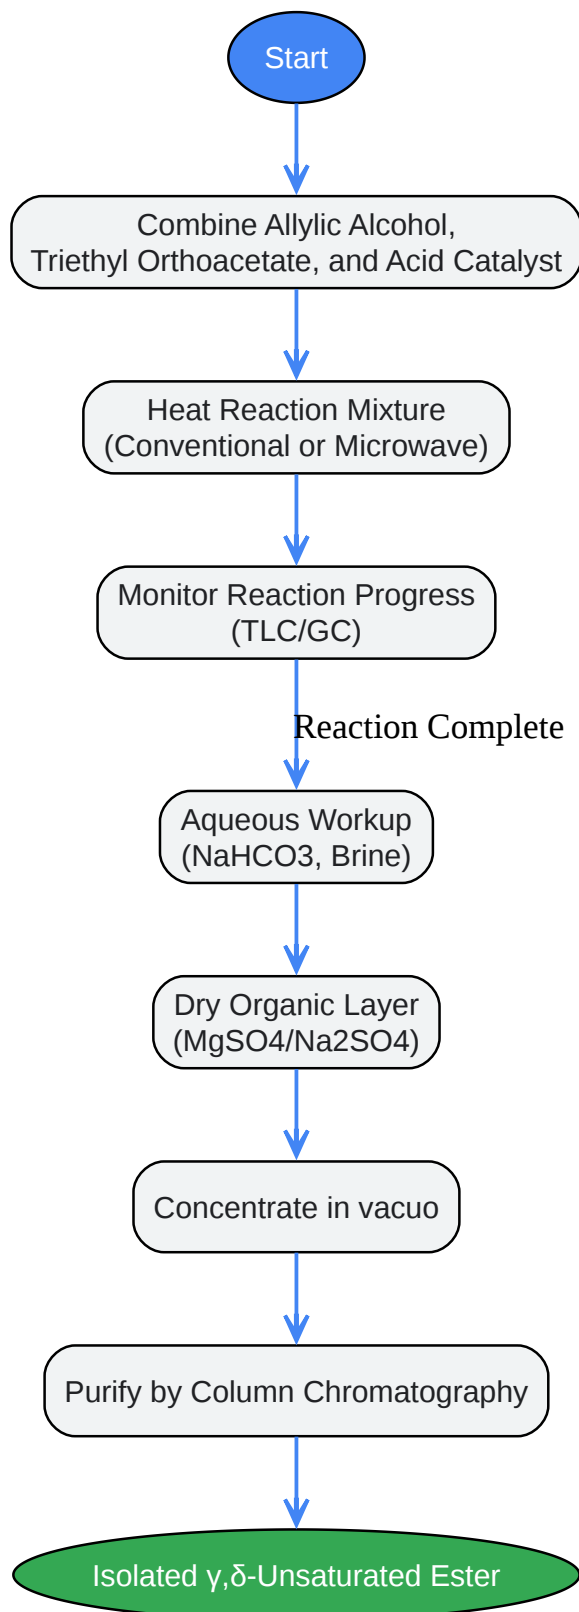 Start
Combine Allylic Alcohol,
Triethyl Orthoacetate, and Acid Catalyst
Heat Reaction Mixture
(Conventional or Microwave)
Monitor Reaction Progress
(TLC/GC)
Reaction Complete
Aqueous Workup
(NaHCO3, Brine)
Dry Organic Layer
(MgSO4/Na2SO4)
Concentrate in vacuo
Purify by Column Chromatography
Isolated γ,δ-Unsaturated Ester